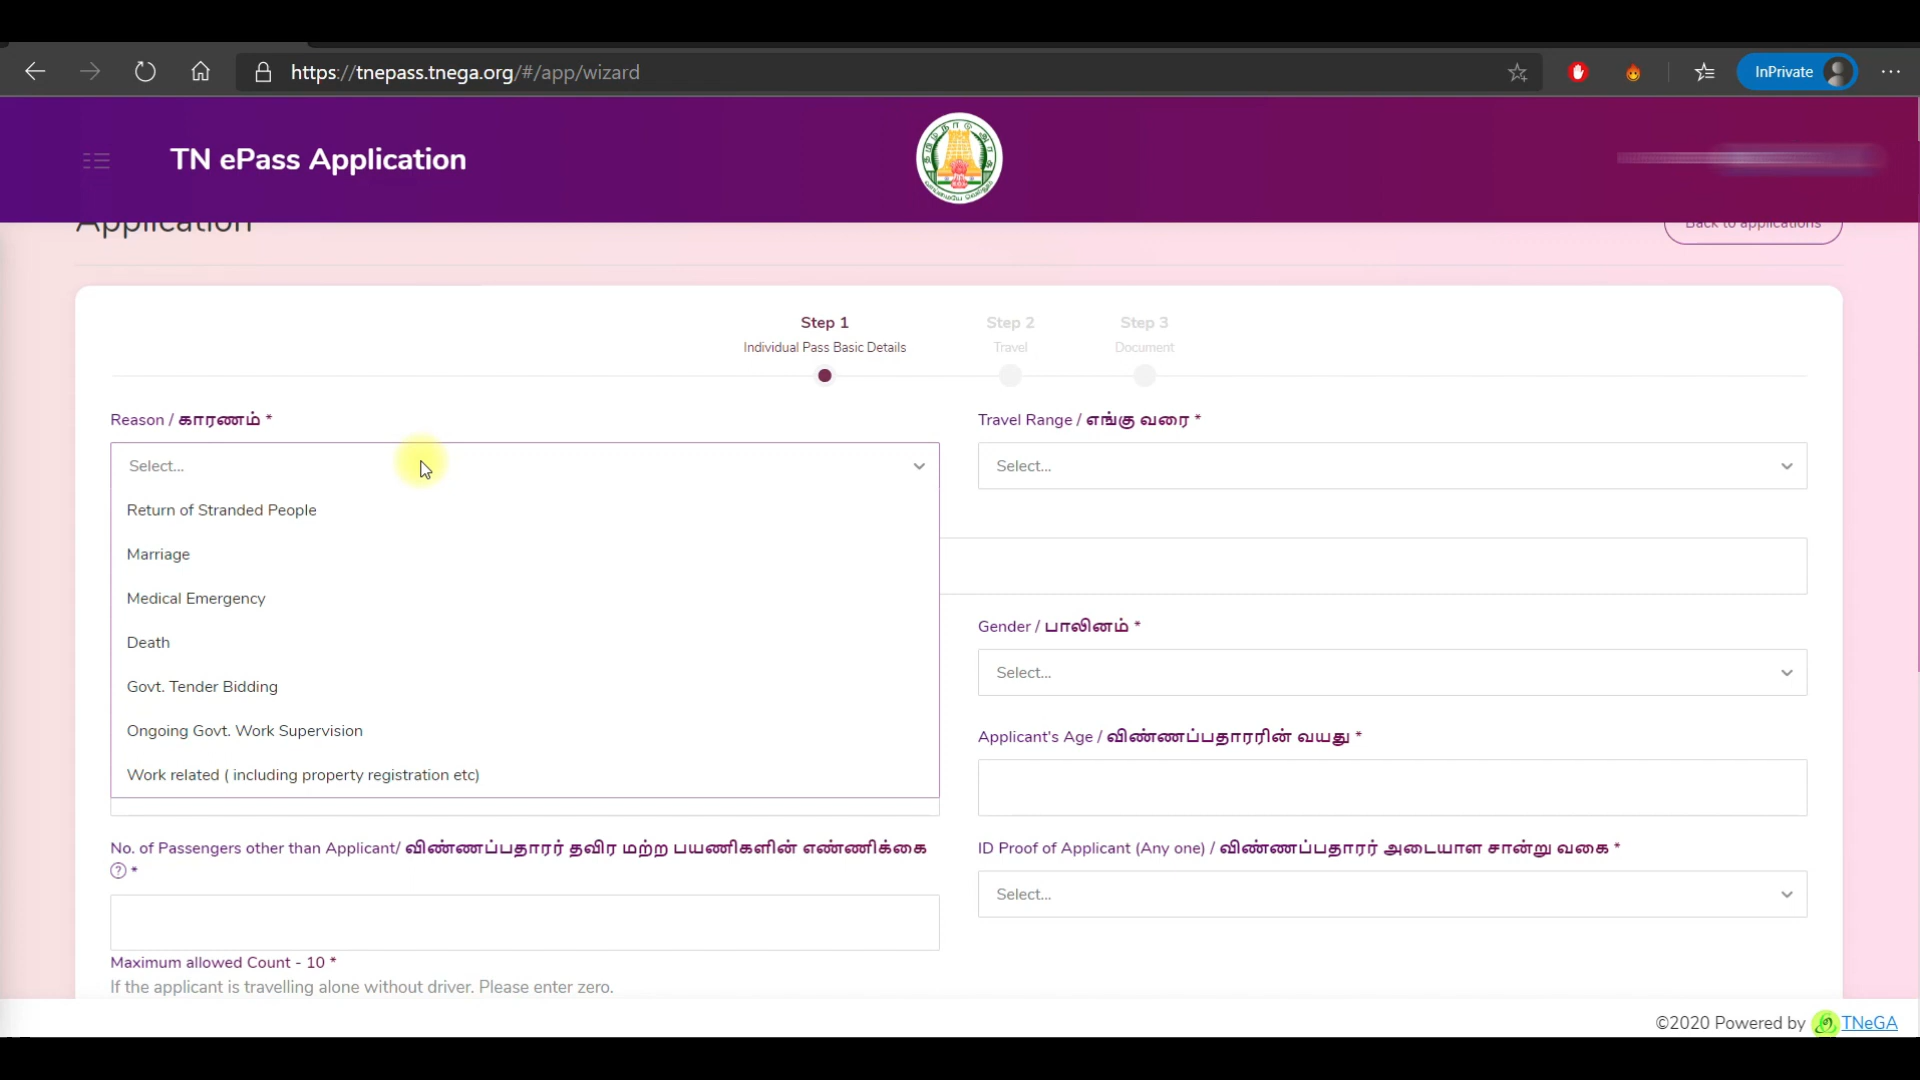 https://tnepass.tnega.org/#/app/wizard
InPrivate
TN ePass Application
Application
Back to applications
Step 1
Individual Pass Basic Details
Step 2
Travel
Step 3
Document
Reason / காரணம் *
Select...
Return of Stranded People
Marriage
Medical Emergency
Death
Govt. Tender Bidding
Ongoing Govt. Work Supervision
Work related ( including property registration etc)
Travel Range / எங்கு வரை *
Select...
Gender / பாலினம் *
Select...
Applicant's Age / விண்ணப்பதாரரின் வயது *
No. of Passengers other than Applicant/ விண்ணப்பதாரர் தவிர மற்ற பயணிகளின் எண்ணிக்கை
? *
Maximum allowed Count - 10 *
If the applicant is travelling alone without driver. Please enter zero.
ID Proof of Applicant (Any one) / விண்ணப்பதாரர் அடையாள சான்று வகை *
Select...
©2020 Powered by TNeGA